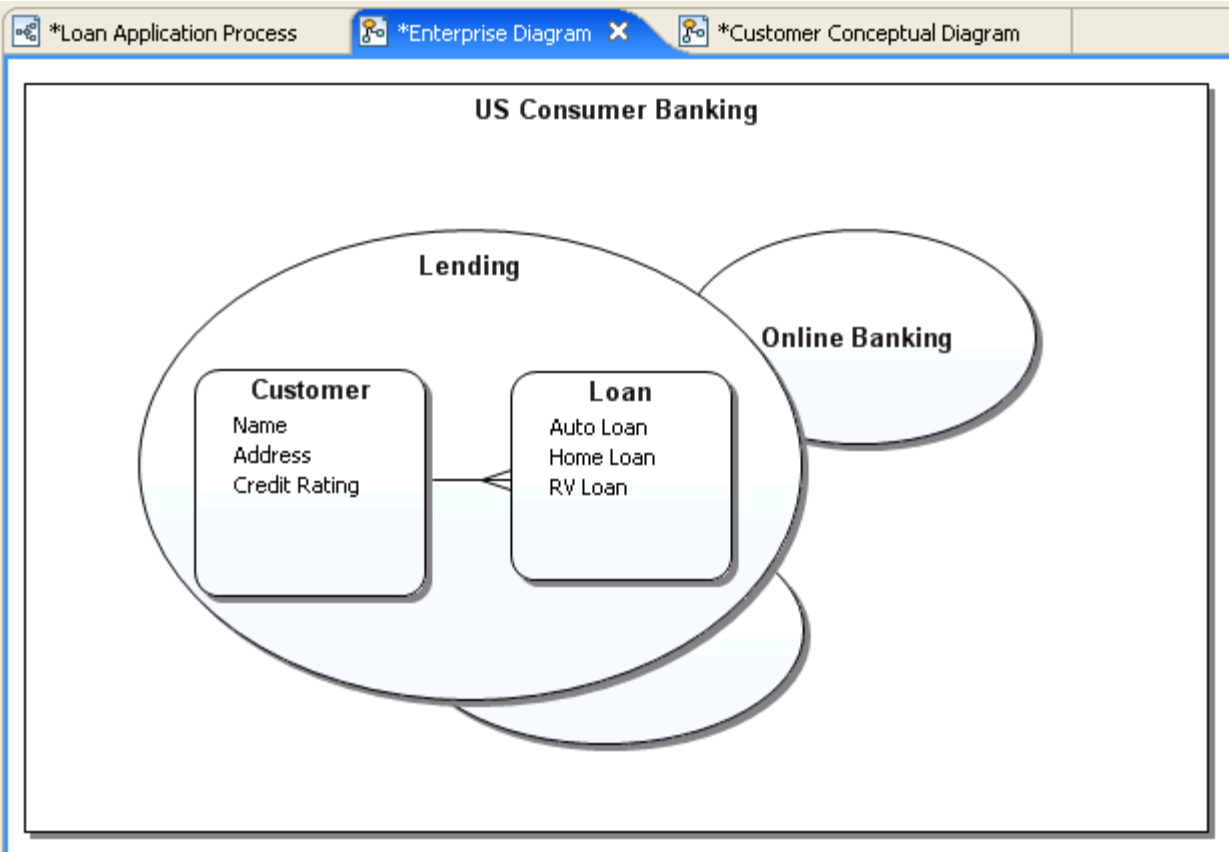 *Loan Application Process
*Enterprise Diagram
*Customer Conceptual Diagram
US Consumer Banking
Lending
Online Banking
Customer
Name
Address
Credit Rating
Loan
Auto Loan
Home Loan
RV Loan